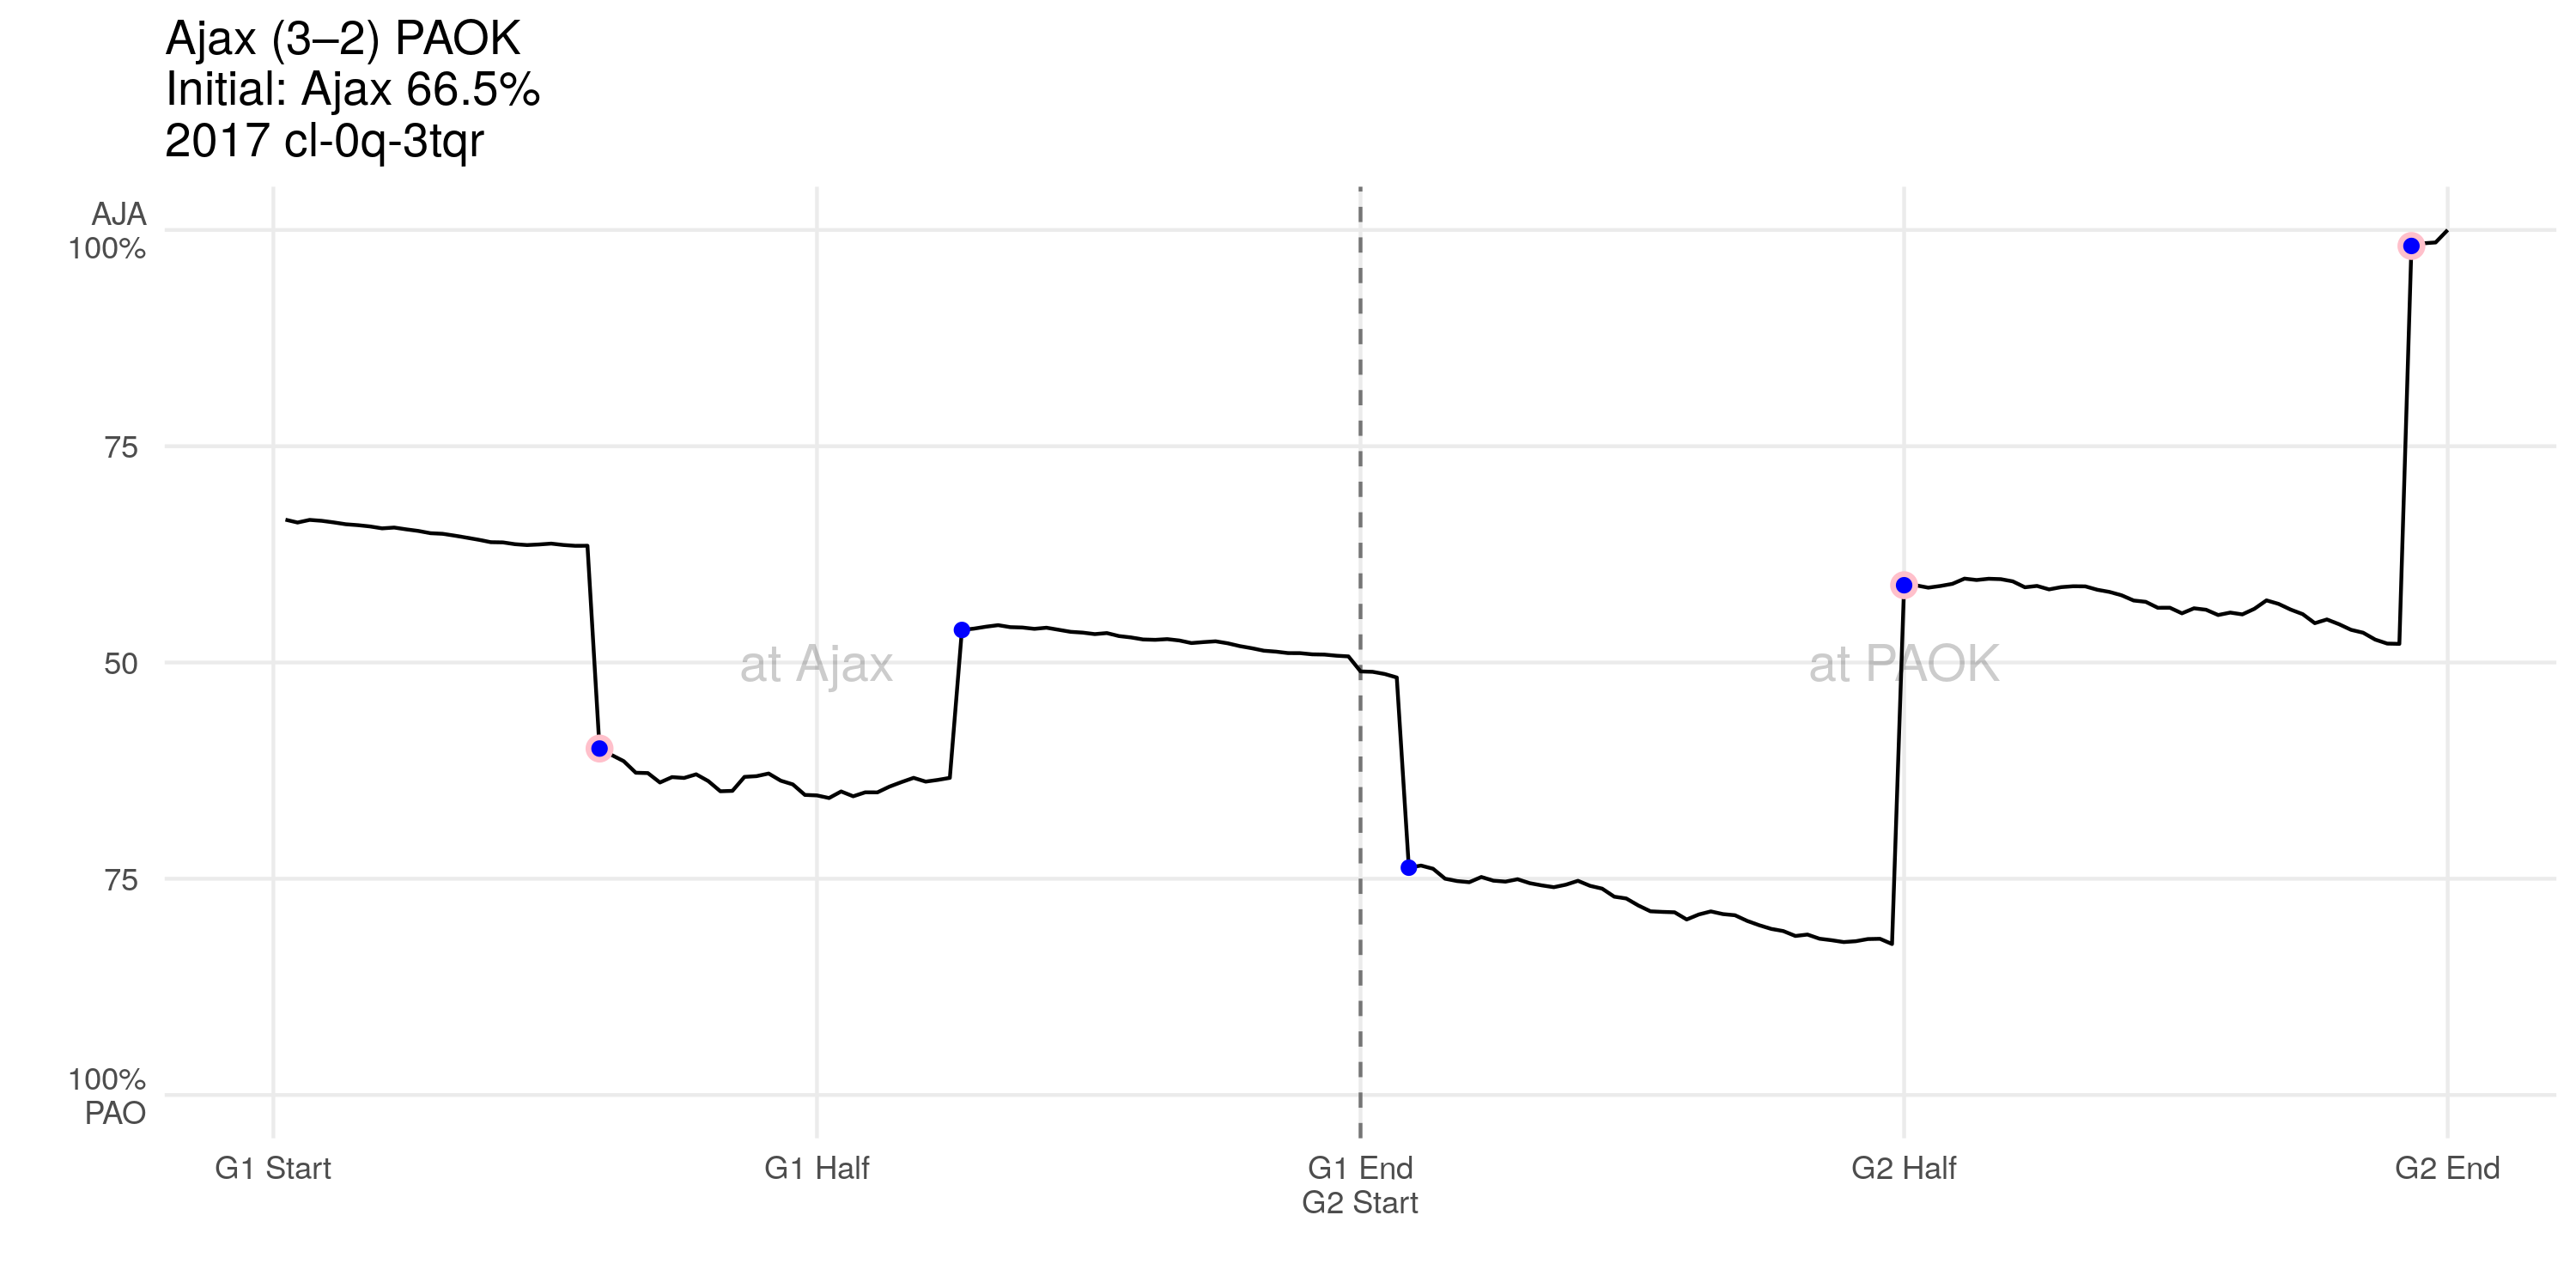 Ajax (3–2) PAOK
Initial: Ajax 66.5%
2017 cl-0q-3tqr
AJA
100%
75
50
75
100%
PAO
at Ajax
at PAOK
G1 Start
G1 Half
G1 End
G2 Start
G2 Half
G2 End